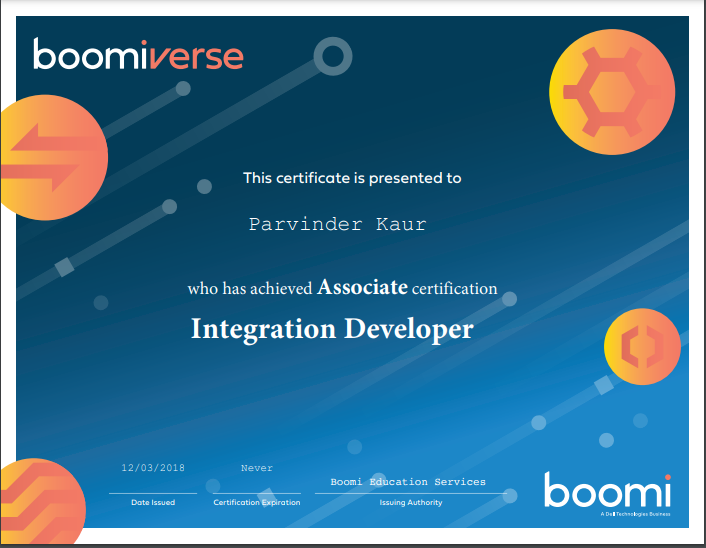 boomiverse
This certificate is presented to
Parvinder Kaur
who has achieved Associate certification
Integration Developer
12/03/2018
Never
Boomi Education Services
Date Issued
Certification Expiration
Issuing Authority
boomi
A Dell Technologies Business